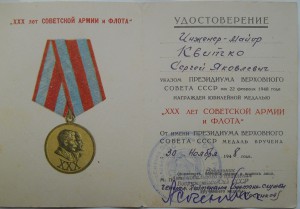 "XXX лет СОВЕТСКОЙ АРМИИ и ФЛОТА"
XXX
УДОСТОВЕРЕНИЕ
Инженер-майор
Квитко
Сергей Яковлевич
УКАЗОМ ПРЕЗИДИУМА ВЕРХОВНОГО
СОВЕТА СССР от 22 февраля 1948 года
НАГРАЖДЕН ЮБИЛЕЙНОЙ МЕДАЛЬЮ
"XXX ЛЕТ СОВЕТСКОЙ АРМИИ
и ФЛОТА"
От имени ПРЕЗИДИУМА ВЕРХОВНОГО
СОВЕТА СССР МЕДАЛЬ ВРУЧЕНА
20 ноября 1948 г.
М. П.